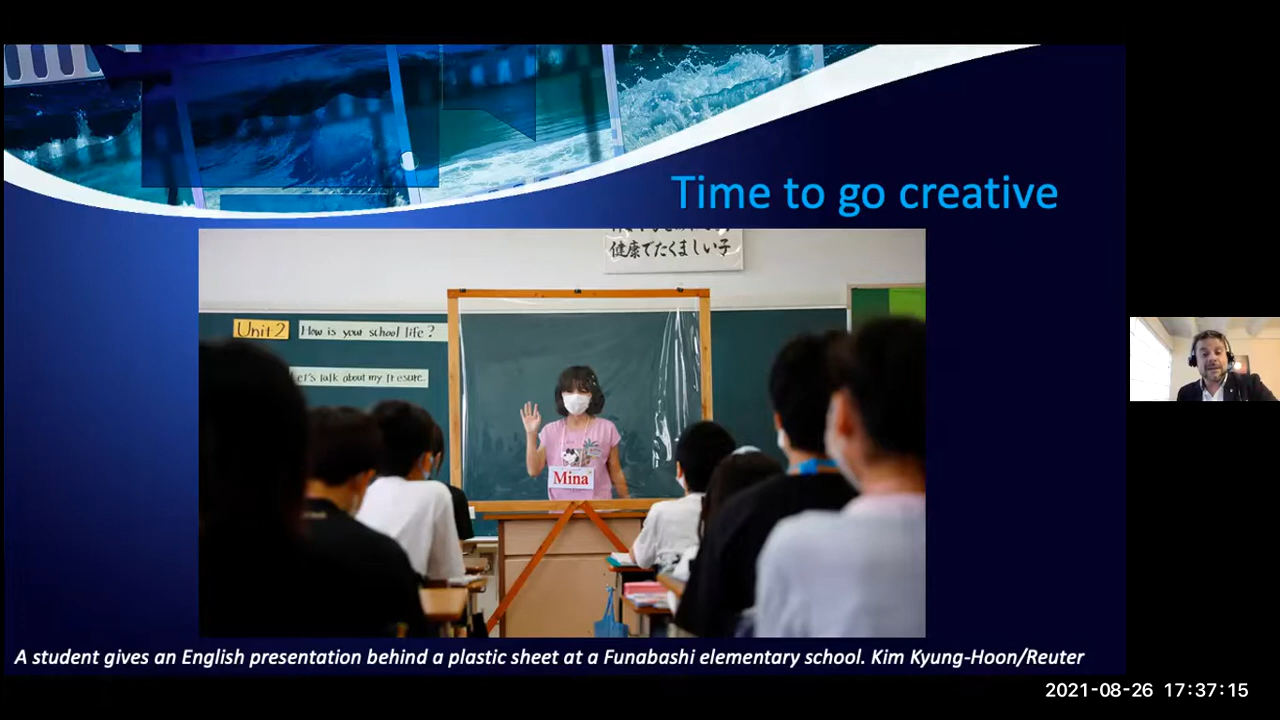 Time to go creative
健康でたくましい子
Unit 2
How is your school life?
Let's talk about my
Mina
A student gives an English presentation behind a plastic sheet at a Funabashi elementary school. Kim Kyung-Hoon/Reuter
2021-08-26 17:37:15